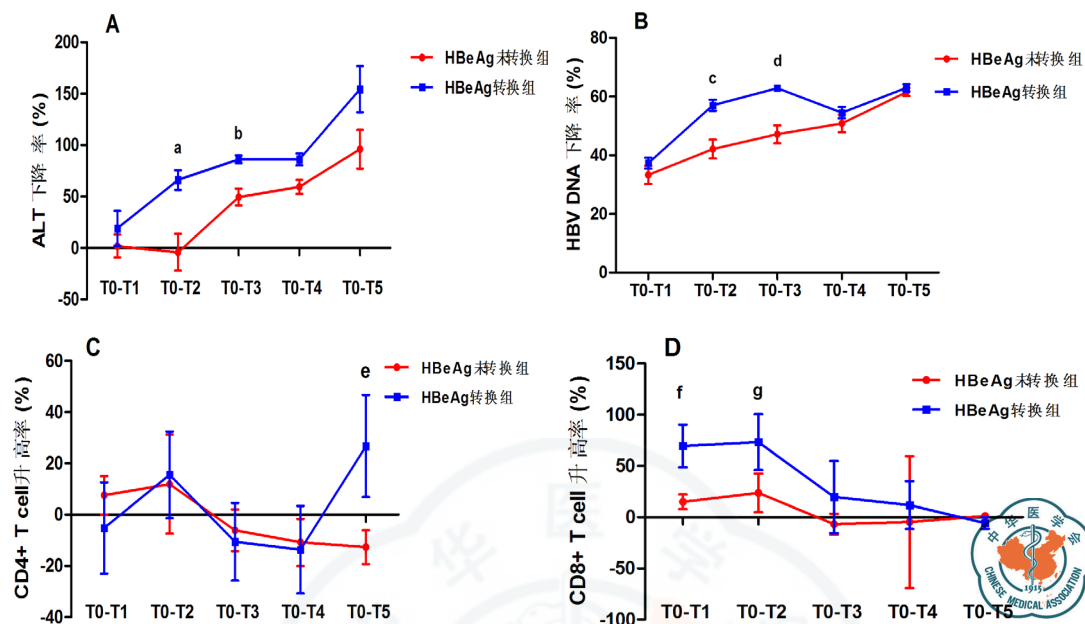 A
ALT 下降 率 (%)
200
150
100
50
0
-50
a
b
HBeAg未转换组
HBeAg转换组
T0-T1 T0-T2 T0-T3 T0-T4 T0-T5
B
HBV DNA 下降 率 (%)
80
60
40
20
0
c
d
HBeAg未转换组
HBeAg转换组
T0-T1 T0-T2 T0-T3 T0-T4 T0-T5
C
CD4+ T cell升 高率 (%)
60
40
20
0
-20
-40
e
HBeAg未转换组
HBeAg转换组
T0-T1 T0-T2 T0-T3 T0-T4 T0-T5
D
CD8+ T cell升 高率 (%)
150
100
50
0
-50
-100
f
g
HBeAg未转换组
HBeAg转换组
T0-T1 T0-T2 T0-T3 T0-T4 T0-T5
中华医学会
1915
CHINESE MEDICAL ASSOCIATION
华医学